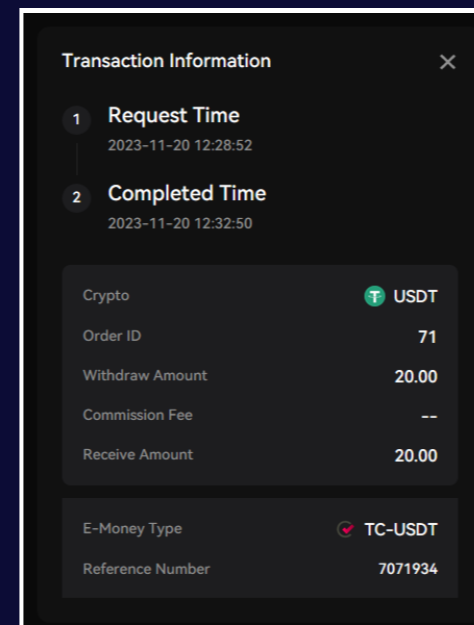 Transaction Information
1 Request Time
2023-11-20 12:28:52
2 Completed Time
2023-11-20 12:32:50
Crypto USDT
Order ID 71
Withdraw Amount 20.00
Commission Fee --
Receive Amount 20.00
E-Money Type TC-USDT
Reference Number 7071934